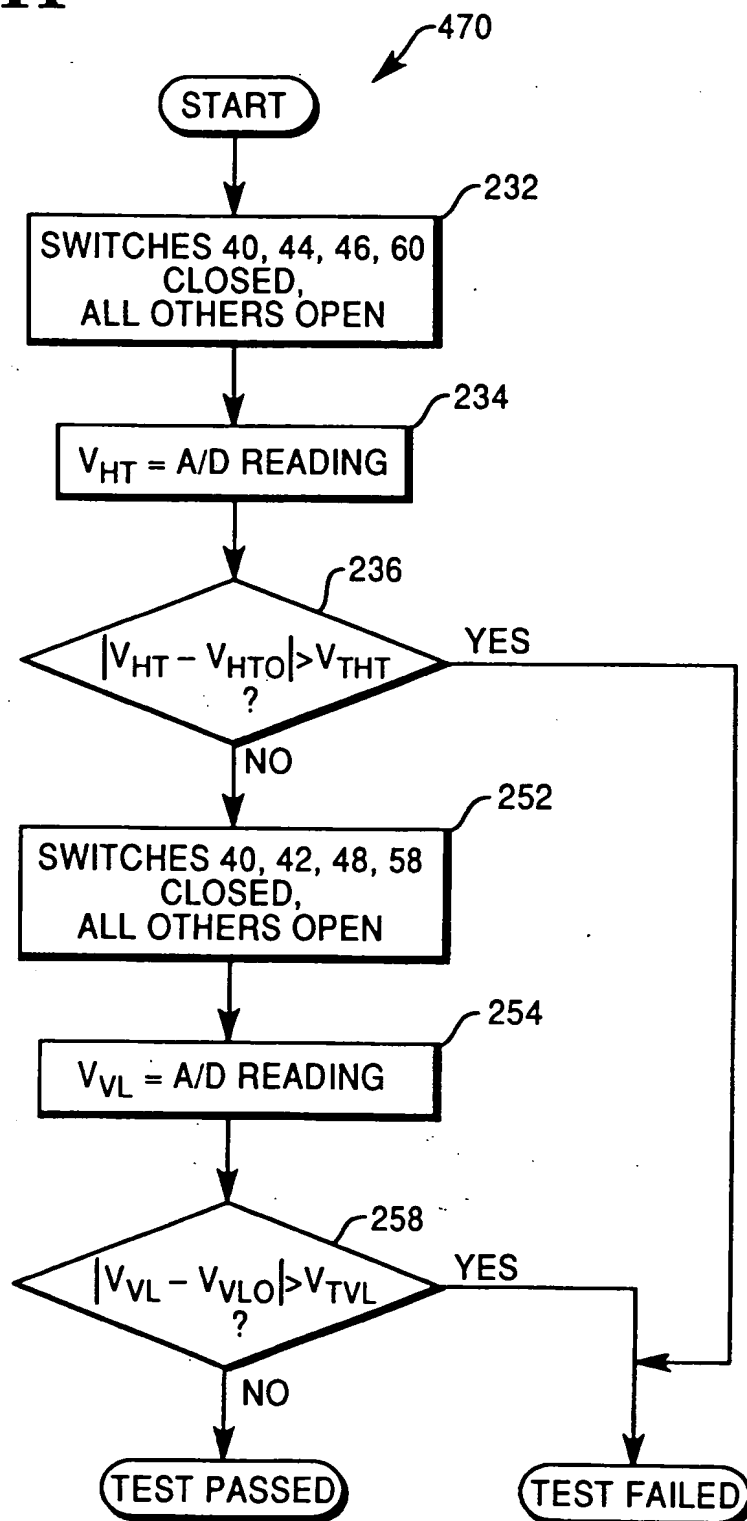 470
START
232
SWITCHES 40, 44, 46, 60
CLOSED,
ALL OTHERS OPEN
234
V_HT = A/D READING
236
|V_HT – V_HTO|>V_THT
?
YES
NO
252
SWITCHES 40, 42, 48, 58
CLOSED,
ALL OTHERS OPEN
254
V_VL = A/D READING
258
|V_VL – V_VLO|>V_TVL
?
YES
NO
TEST PASSED
TEST FAILED